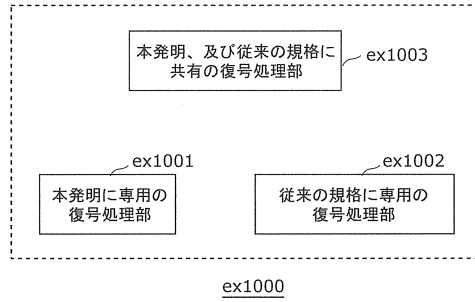 本発明、及び従来の規格に
共有の復号処理部
ex1003
ex1001
本発明に専用の
復号処理部
ex1002
従来の規格に専用の
復号処理部
ex1000